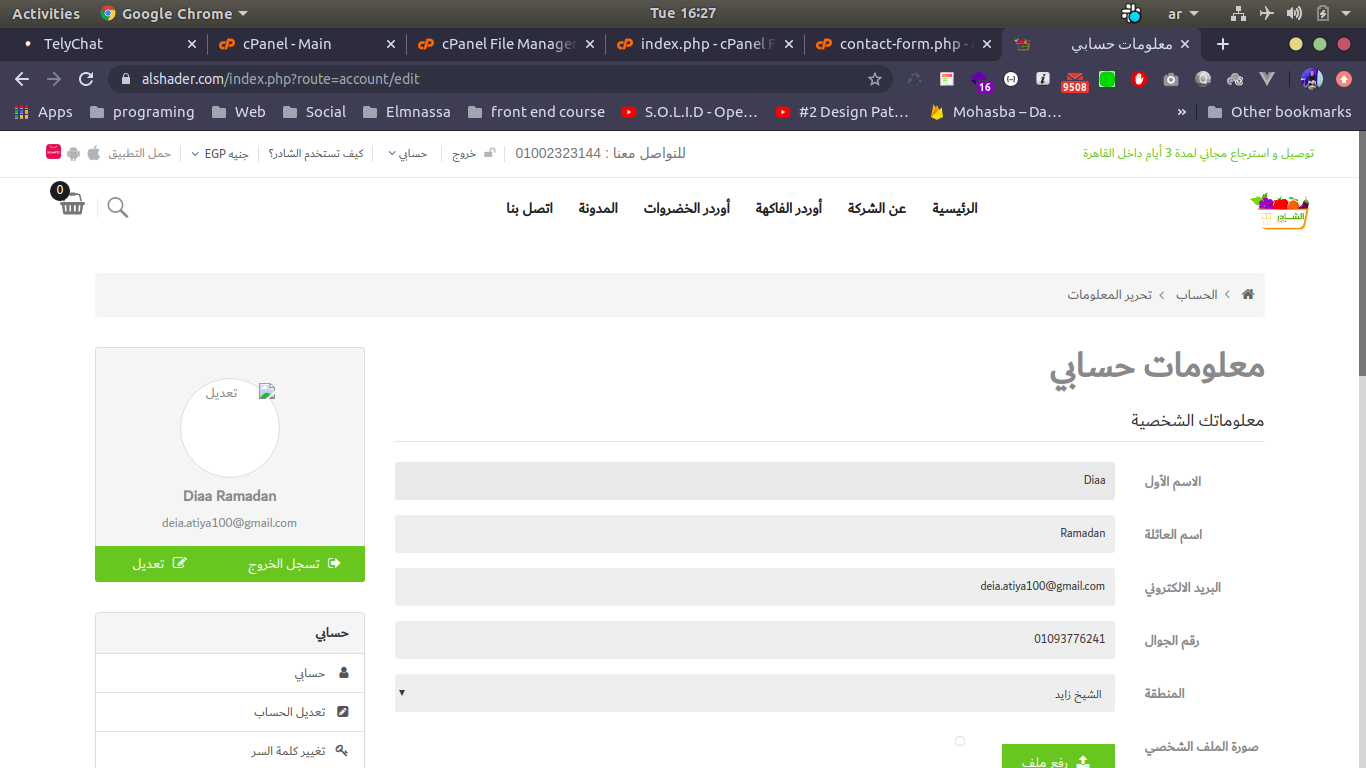 Activities Google Chrome Tue 16:27 ar
TelyChat cPanel - Main cPanel File Manager index.php - cPanel F contact-form.php - معلومات حسابي
alshader.com/index.php?route=account/edit 16 9508
Apps programing Web Social Elmnassa front end course S.O.L.I.D - Ope… #2 Design Pat… Mohasba – Da… » Other bookmarks
توصيل و استرجاع مجاني لمدة 3 أيام داخل القاهرة
للتواصل معنا : 01002323144 خروج حسابي كيف تستخدم الشادر؟ جنيه EGP حمل التطبيق
الشادر
الرئيسية عن الشركة أوردر الفاكهة أوردر الخضروات المدونة اتصل بنا
0
الحساب تحرير المعلومات
معلومات حسابي
معلوماتك الشخصية
الاسم الأول Diaa
اسم العائلة Ramadan
البريد الالكتروني deia.atiya100@gmail.com
رقم الجوال 01093776241
المنطقة الشيخ زايد
صورة الملف الشخصي رفع ملف
تعديل
Diaa Ramadan
deia.atiya100@gmail.com
تسجل الخروج تعديل
حسابي
حسابي
تعديل الحساب
تغيير كلمة السر